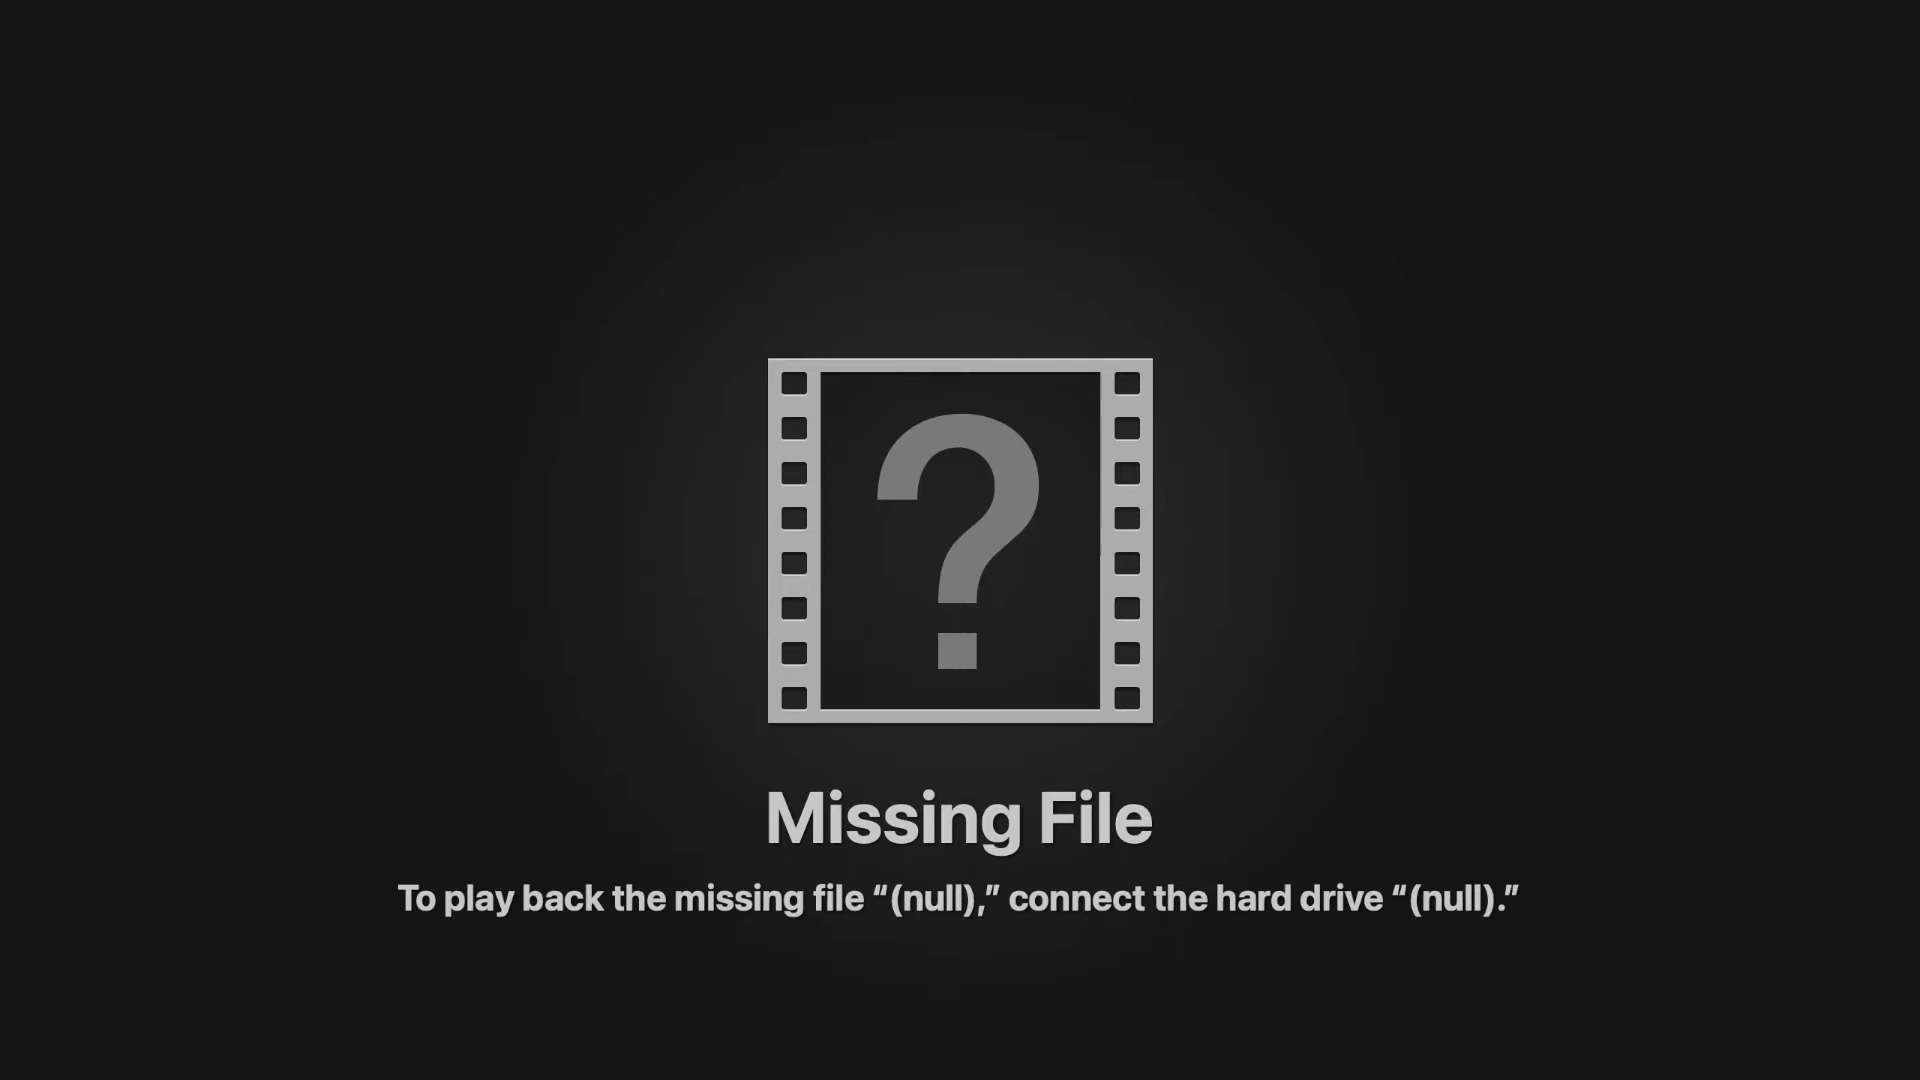 ?
Missing File
To play back the missing file “(null),” connect the hard drive “(null).”